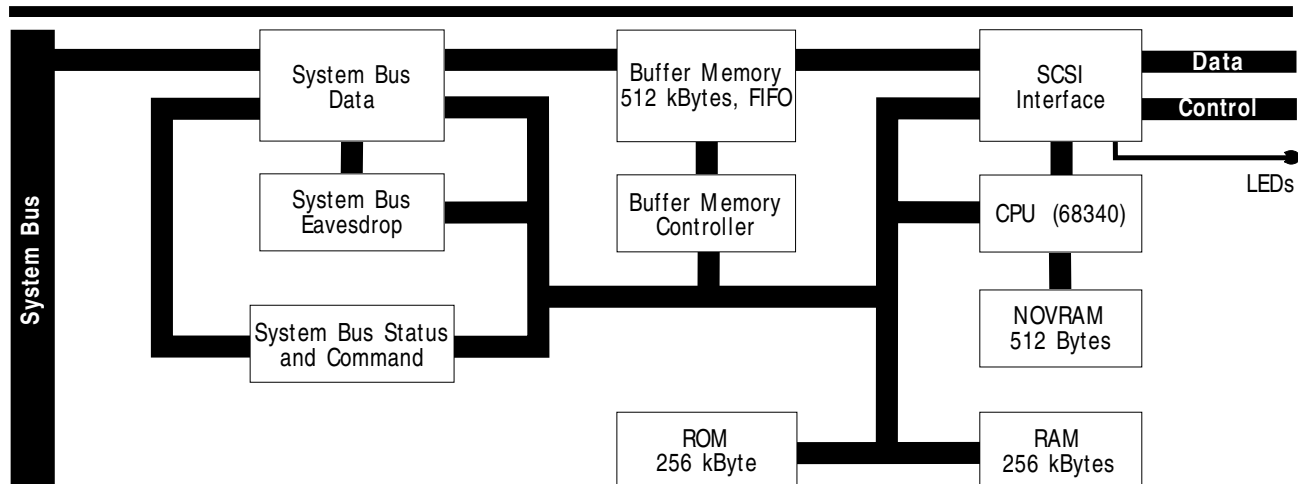 System Bus
System Bus
Data
Buffer Memory
512 kBytes, FIFO
SCSI
Interface
Data
Control
LEDs
System Bus
Eavesdrop
Buffer Memory
Controller
CPU (68340)
System Bus Status
and Command
NOVRAM
512 Bytes
ROM
256 kByte
RAM
256 kBytes